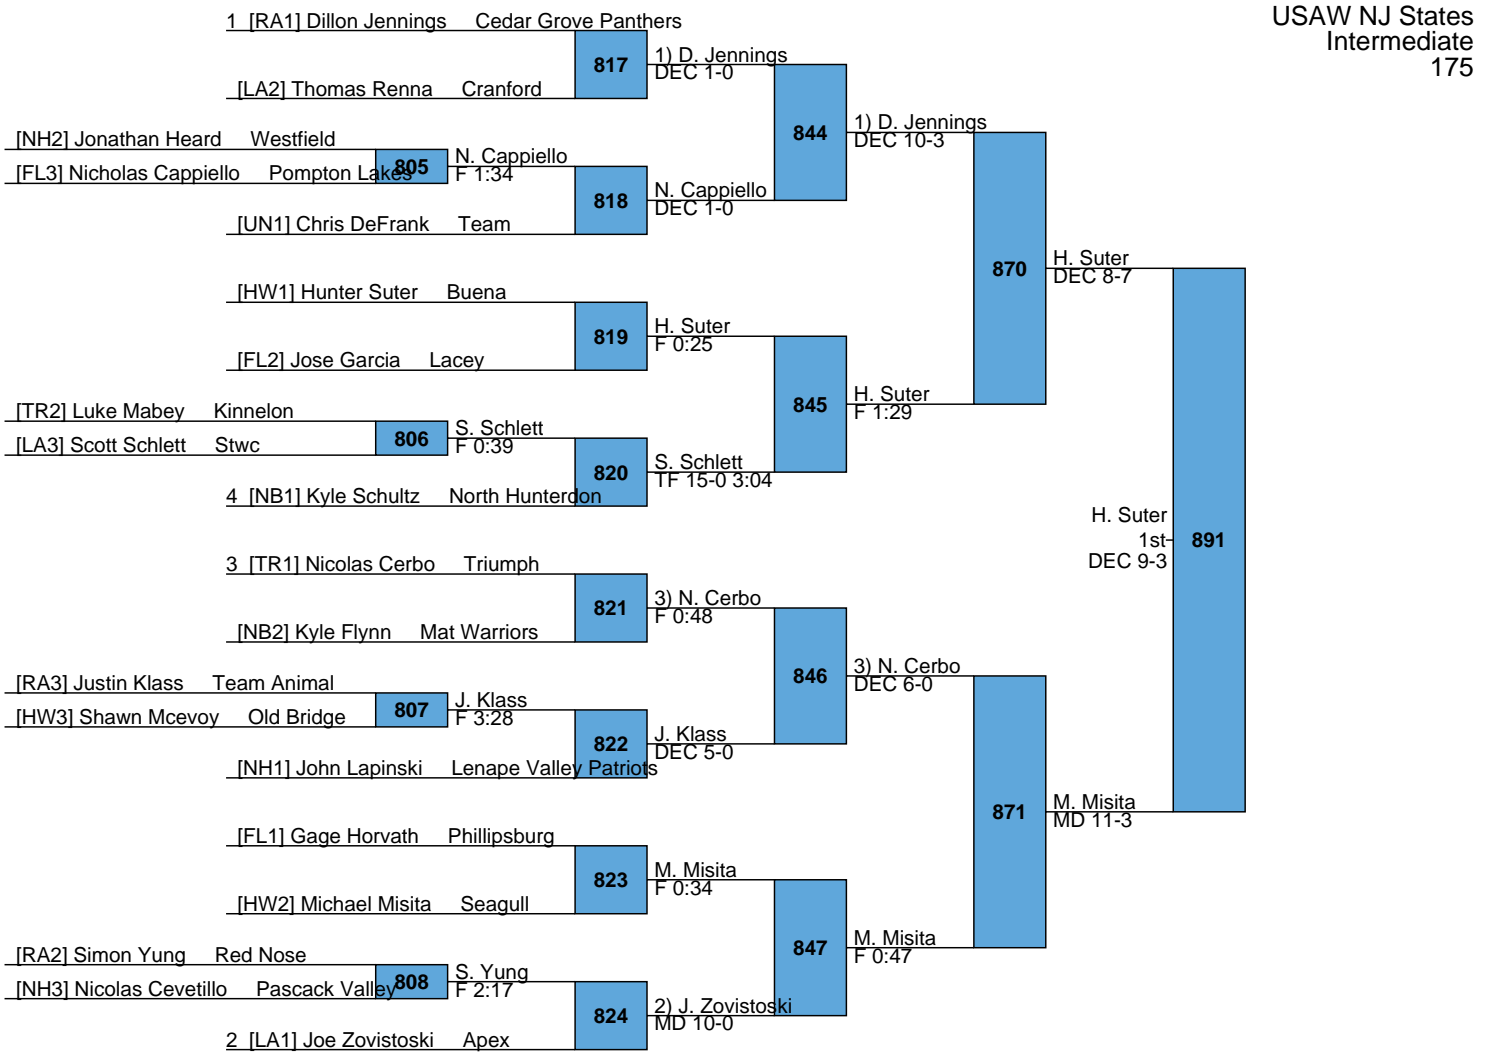 USAW NJ States
Intermediate
175
1 [RA1] Dillon Jennings Cedar Grove Panthers
817
1) D. Jennings
DEC 1-0
[LA2] Thomas Renna Cranford
844
1) D. Jennings
DEC 10-3
[NH2] Jonathan Heard Westfield
805
N. Cappiello
F 1:34
[FL3] Nicholas Cappiello Pompton Lakes
818
N. Cappiello
DEC 1-0
[UN1] Chris DeFrank Team
870
H. Suter
DEC 8-7
[HW1] Hunter Suter Buena
819
H. Suter
F 0:25
[FL2] Jose Garcia Lacey
845
H. Suter
F 1:29
[TR2] Luke Mabey Kinnelon
806
S. Schlett
F 0:39
[LA3] Scott Schlett Stwc
820
S. Schlett
TF 15-0 3:04
4 [NB1] Kyle Schultz North Hunterdon
H. Suter
1st
DEC 9-3
891
3 [TR1] Nicolas Cerbo Triumph
821
3) N. Cerbo
F 0:48
[NB2] Kyle Flynn Mat Warriors
846
3) N. Cerbo
DEC 6-0
[RA3] Justin Klass Team Animal
807
J. Klass
F 3:28
[HW3] Shawn Mcevoy Old Bridge
822
J. Klass
DEC 5-0
[NH1] John Lapinski Lenape Valley Patriots
871
M. Misita
MD 11-3
[FL1] Gage Horvath Phillipsburg
823
M. Misita
F 0:34
[HW2] Michael Misita Seagull
847
M. Misita
F 0:47
[RA2] Simon Yung Red Nose
808
S. Yung
F 2:17
[NH3] Nicolas Cevetillo Pascack Valley
824
2) J. Zovistoski
MD 10-0
2 [LA1] Joe Zovistoski Apex